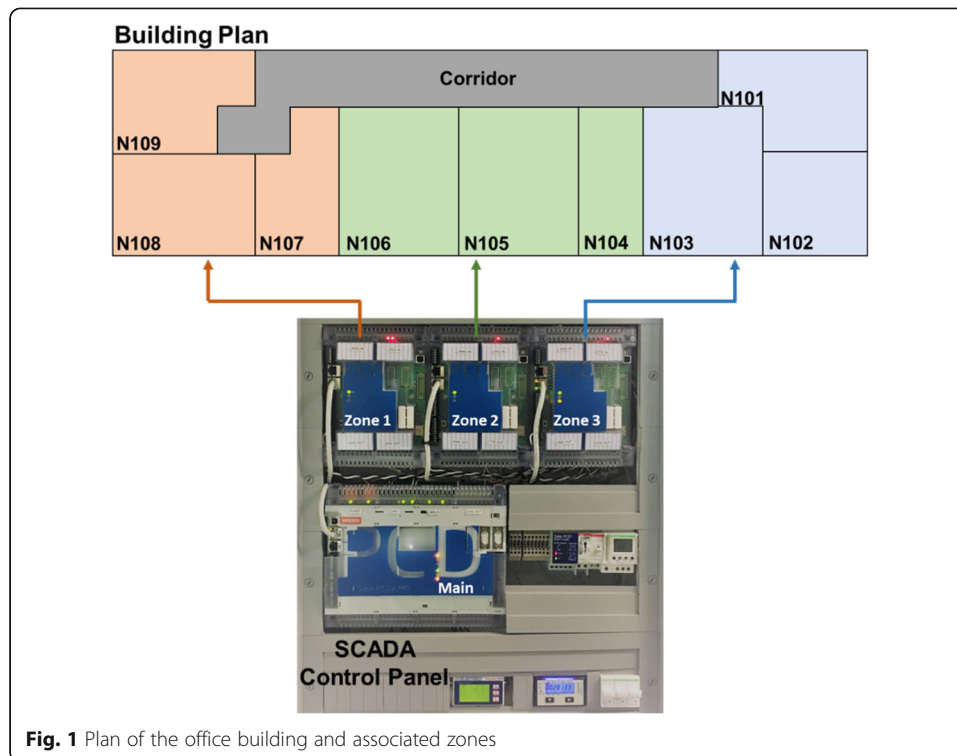 Building Plan
Corridor
N101
N109
N108
N107
N106
N105
N104
N103
N102
Zone 1
Zone 2
Zone 3
PCD
Main
SCADA
Control Panel
Fig. 1 Plan of the office building and associated zones